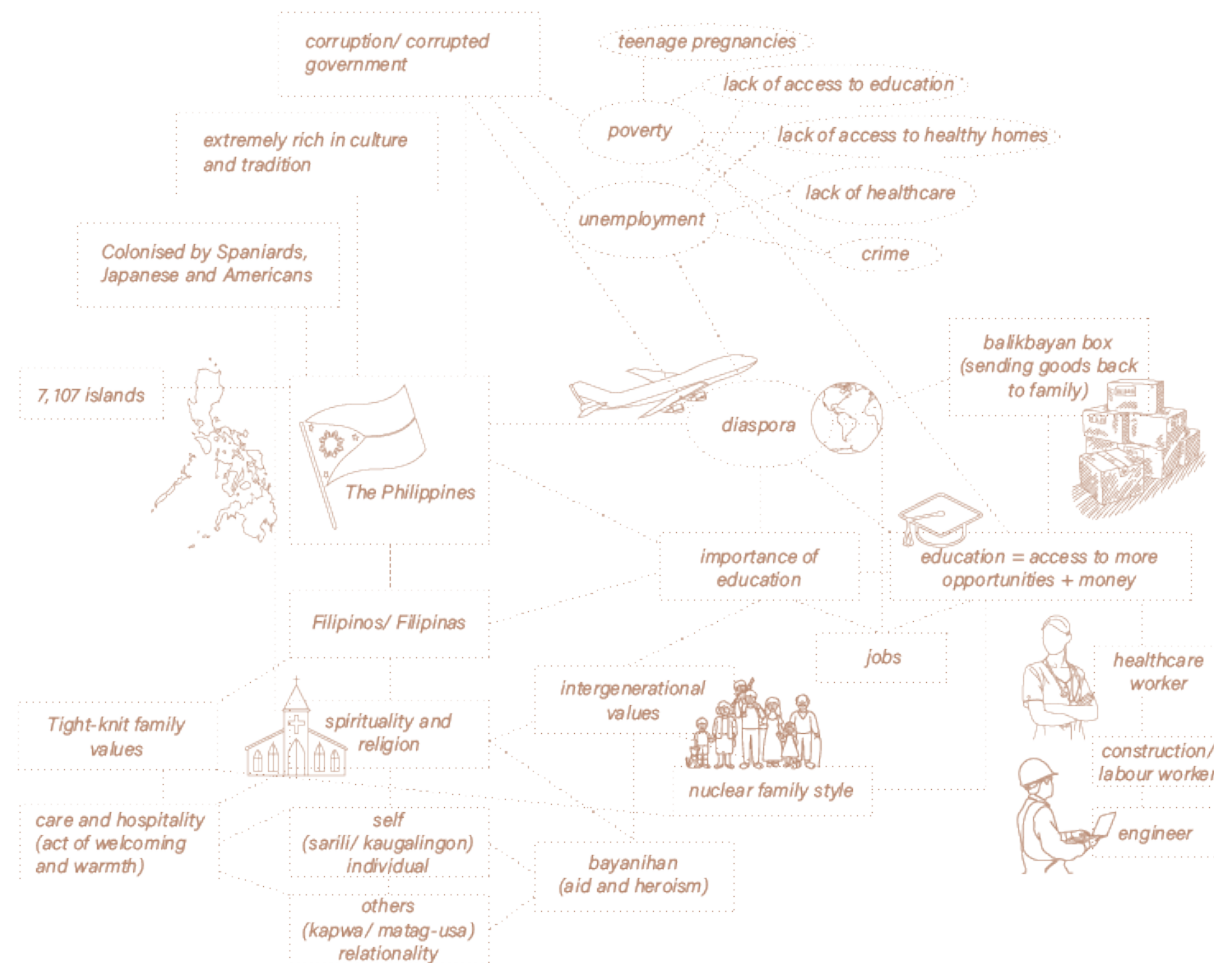 corruption/ corrupted
government
teenage pregnancies
lack of access to education
poverty
lack of access to healthy homes
extremely rich in culture
and tradition
lack of healthcare
unemployment
crime
Colonised by Spaniards,
Japanese and Americans
balikbayan box
(sending goods back
to family)
7,107 islands
diaspora
The Philippines
importance of
education
education = access to more
opportunities + money
Filipinos/ Filipinas
jobs
healthcare
worker
intergenerational
values
Tight-knit family
values
spirituality and
religion
construction/
labour worker
nuclear family style
care and hospitality
(act of welcoming
and warmth)
self
(sarili/ kaugalingon)
individual
engineer
bayanihan
(aid and heroism)
others
(kapwa/ matag-usa)
relationality